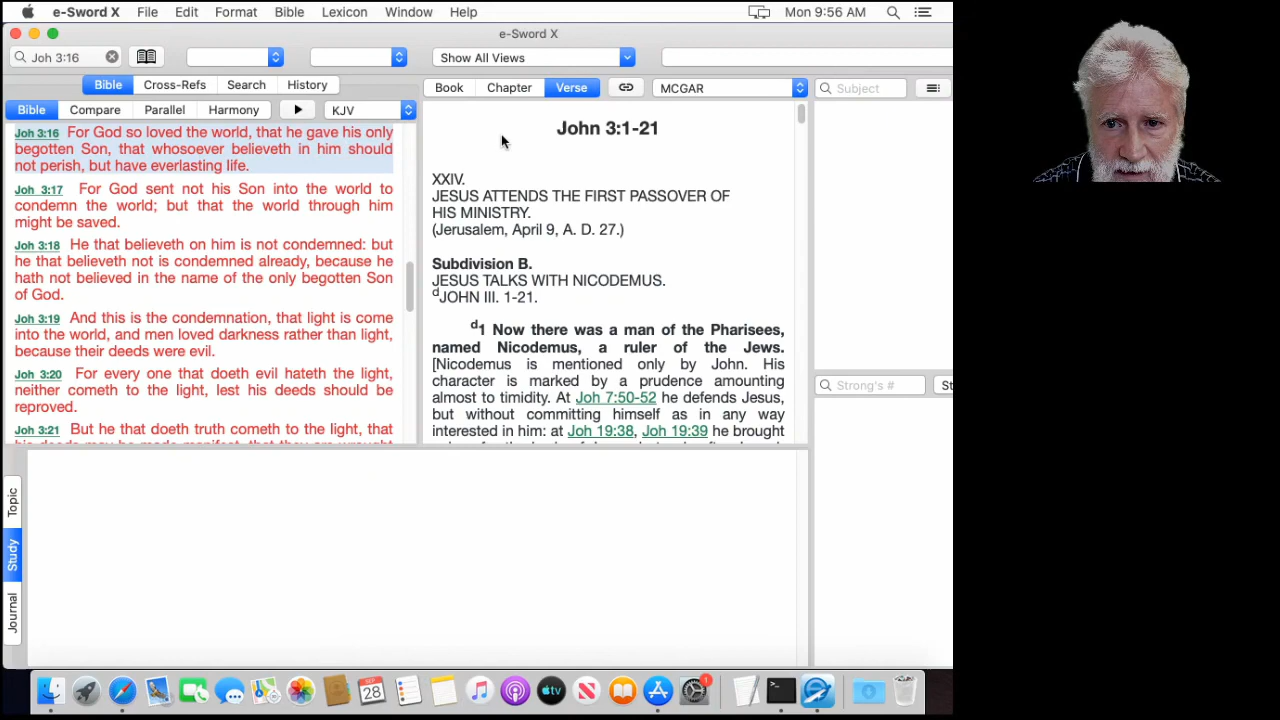 e-Sword X File Edit Format Bible Lexicon Window Help Mon 9:56 AM
e-Sword X
Joh 3:16 Show All Views
Bible Cross-Refs Search History
Book Chapter Verse MCGAR Subject
Bible Compare Parallel Harmony KJV
Joh 3:16 For God so loved the world, that he gave his only
begotten Son, that whosoever believeth in him should
not perish, but have everlasting life.
Joh 3:17 For God sent not his Son into the world to
condemn the world; but that the world through him
might be saved.
Joh 3:18 He that believeth on him is not condemned: but
he that believeth not is condemned already, because he
hath not believed in the name of the only begotten Son
of God.
Joh 3:19 And this is the condemnation, that light is come
into the world, and men loved darkness rather than light,
because their deeds were evil.
Joh 3:20 For every one that doeth evil hateth the light,
neither cometh to the light, lest his deeds should be
reproved.
Joh 3:21 But he that doeth truth cometh to the light, that
his deeds may be made manifest, that they are wrought
John 3:1-21
XXIV.
JESUS ATTENDS THE FIRST PASSOVER OF
HIS MINISTRY.
(Jerusalem, April 9, A. D. 27.)
Subdivision B.
JESUS TALKS WITH NICODEMUS.
dJOHN III. 1-21.
d1 Now there was a man of the Pharisees,
named Nicodemus, a ruler of the Jews.
[Nicodemus is mentioned only by John. His
character is marked by a prudence amounting
almost to timidity. At Joh 7:50-52 he defends Jesus,
but without committing himself as in any way
interested in him: at Joh 19:38, Joh 19:39 he brought
Strong's # St
Topic
Study
Journal
SEP
28
tv
1